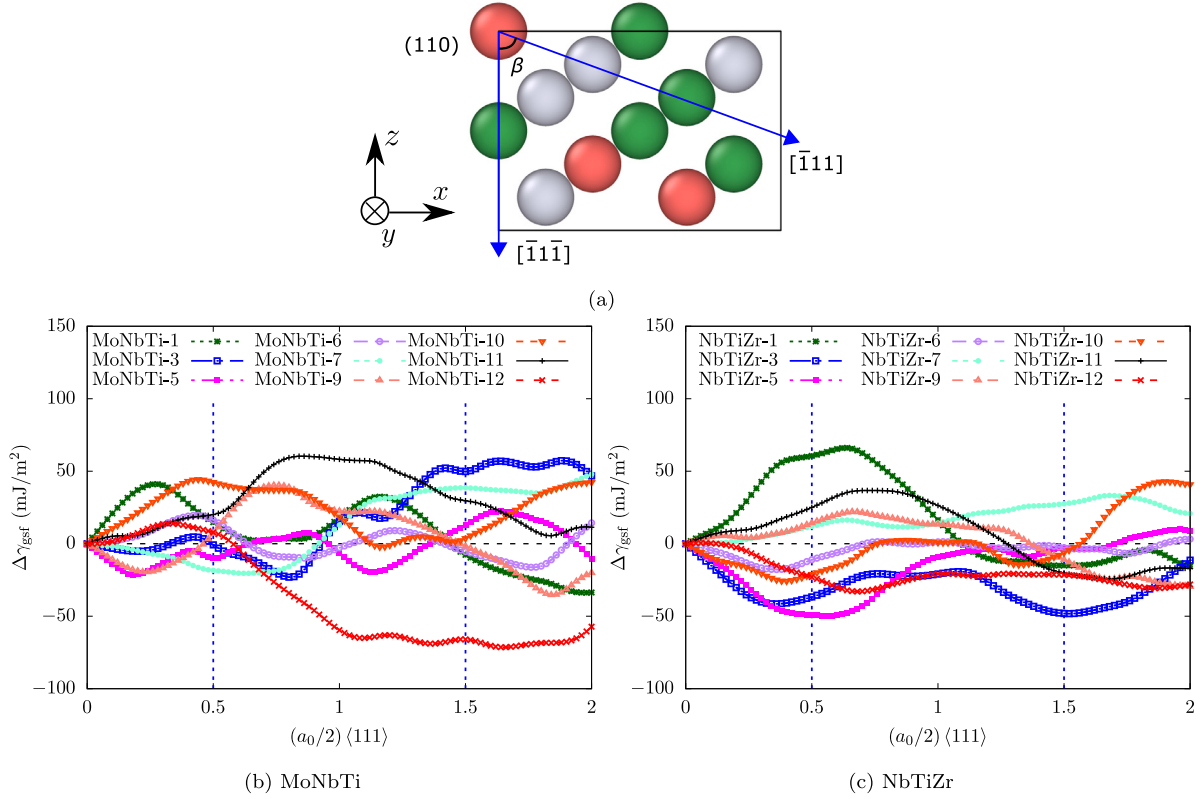 (110)
β
[1̄11]
z
x
y
[1̄11̄]
(a)
150
100
50
0
−50
−100
Δγgsf (mJ/m²)
MoNbTi-1
MoNbTi-3
MoNbTi-5
MoNbTi-6
MoNbTi-7
MoNbTi-9
MoNbTi-10
MoNbTi-11
MoNbTi-12
0 0.5 1 1.5 2
(a₀/2) ⟨111⟩
(b) MoNbTi
150
100
50
0
−50
−100
Δγgsf (mJ/m²)
NbTiZr-1
NbTiZr-3
NbTiZr-5
NbTiZr-6
NbTiZr-7
NbTiZr-9
NbTiZr-10
NbTiZr-11
NbTiZr-12
0 0.5 1 1.5 2
(a₀/2) ⟨111⟩
(c) NbTiZr